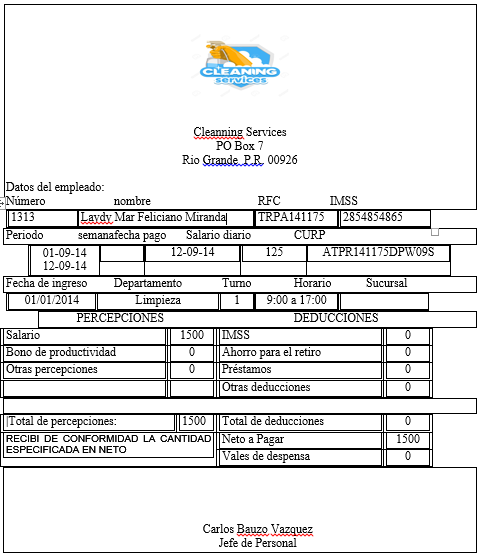 CLEANING
services
Cleanning Services
PO Box 7
Rio Grande, P.R. 00926
Datos del empleado:
Número nombre RFC IMSS
1313 Laydy Mar Feliciano Miranda TRPA141175 2854854865
Periodo semanafecha pago Salario diario CURP
01-09-14 12-09-14 125 ATPR141175DPW09S
12-09-14
Fecha de ingreso Departamento Turno Horario Sucursal
01/01/2014 Limpieza 1 9:00 a 17:00
PERCEPCIONES DEDUCCIONES
Salario 1500 IMSS 0
Bono de productividad 0 Ahorro para el retiro 0
Otras percepciones 0 Préstamos 0
Otras deducciones 0
Total de percepciones: 1500 Total de deducciones 0
RECIBI DE CONFORMIDAD LA CANTIDAD Neto a Pagar 1500
ESPECIFICADA EN NETO Vales de despensa 0
Carlos Bauzo Vazquez
Jefe de Personal